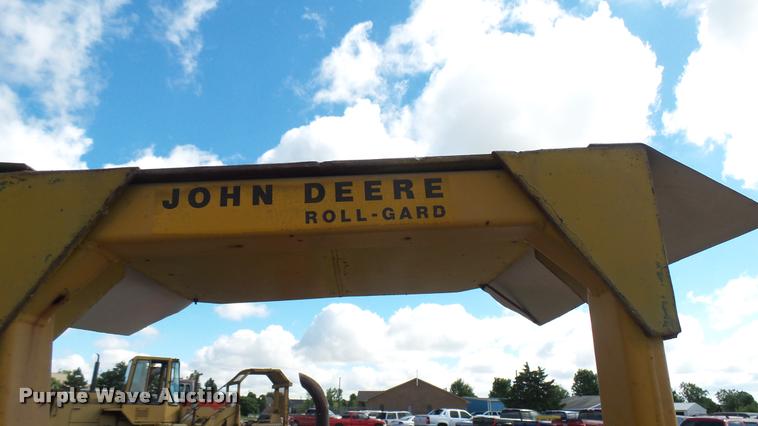 JOHN DEERE
ROLL-GARD
Purple Wave Auction